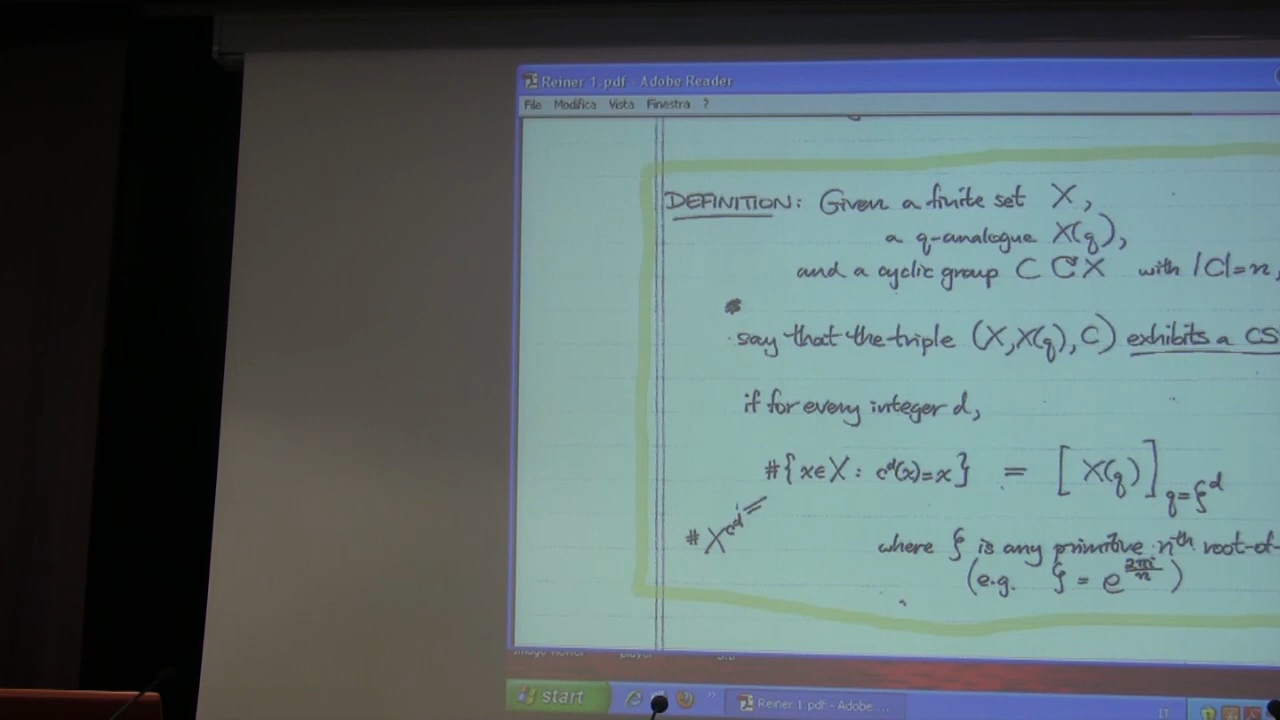 Reiner 1.pdf - Adobe Reader
File Modifica Vista Finestra ?
DEFINITION: Given a finite set X,
a q-analogue X(q),
and a cyclic group C C X with |C|=n,
say that the triple (X, X(q), C) exhibits a CS
if for every integer d,
#{x∈X : c^d(x)=x} = [X(q)]_{q=ζ^d}
#X^{c^d} =
where ζ is any primitive nth root-of-
(e.g. ζ = e^{2πi/n})
start
Reiner 1.pdf - Adobe ...
IT